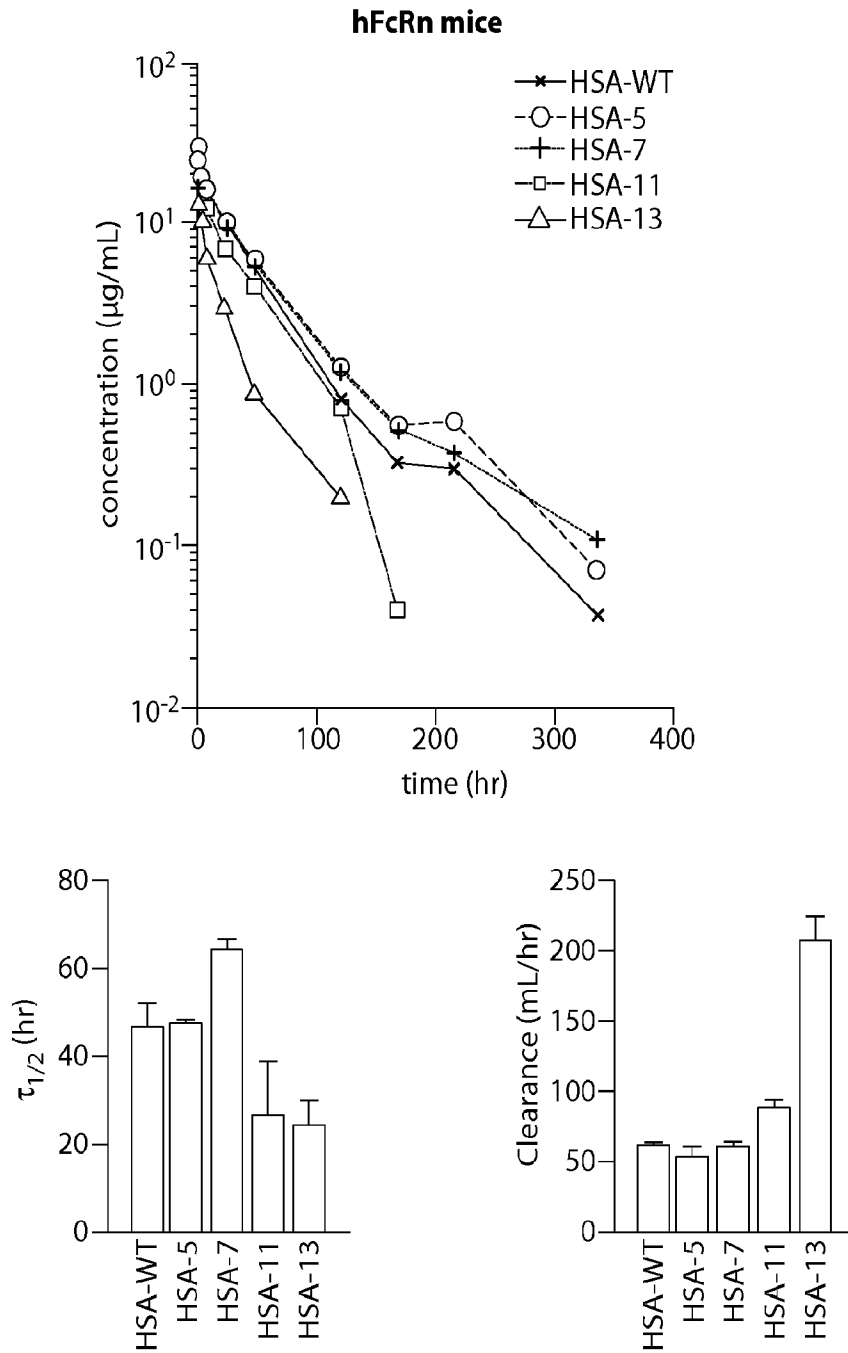 hFcRn mice
10²
10¹
10⁰
10⁻¹
10⁻²
concentration (µg/mL)
HSA-WT
HSA-5
HSA-7
HSA-11
HSA-13
0 100 200 300 400
time (hr)
80
60
40
20
0
τ1/2 (hr)
HSA-WT
HSA-5
HSA-7
HSA-11
HSA-13
250
200
150
100
50
0
Clearance (mL/hr)
HSA-WT
HSA-5
HSA-7
HSA-11
HSA-13